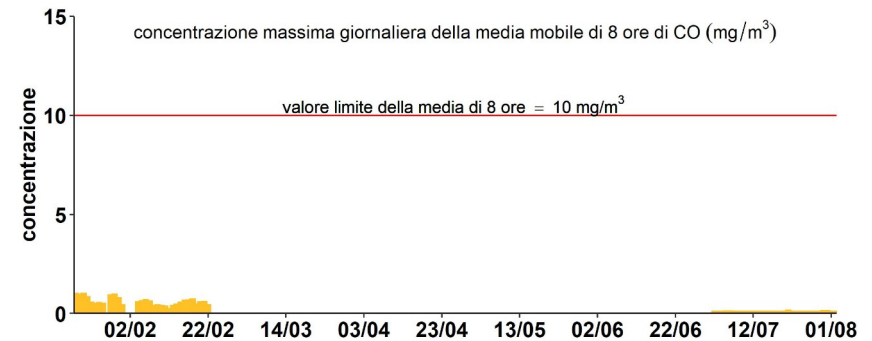 15
concentrazione massima giornaliera della media mobile di 8 ore di CO (mg/m³)
valore limite della media di 8 ore = 10 mg/m³
10
concentrazione
5
0
02/02 22/02 14/03 03/04 23/04 13/05 02/06 22/06 12/07 01/08